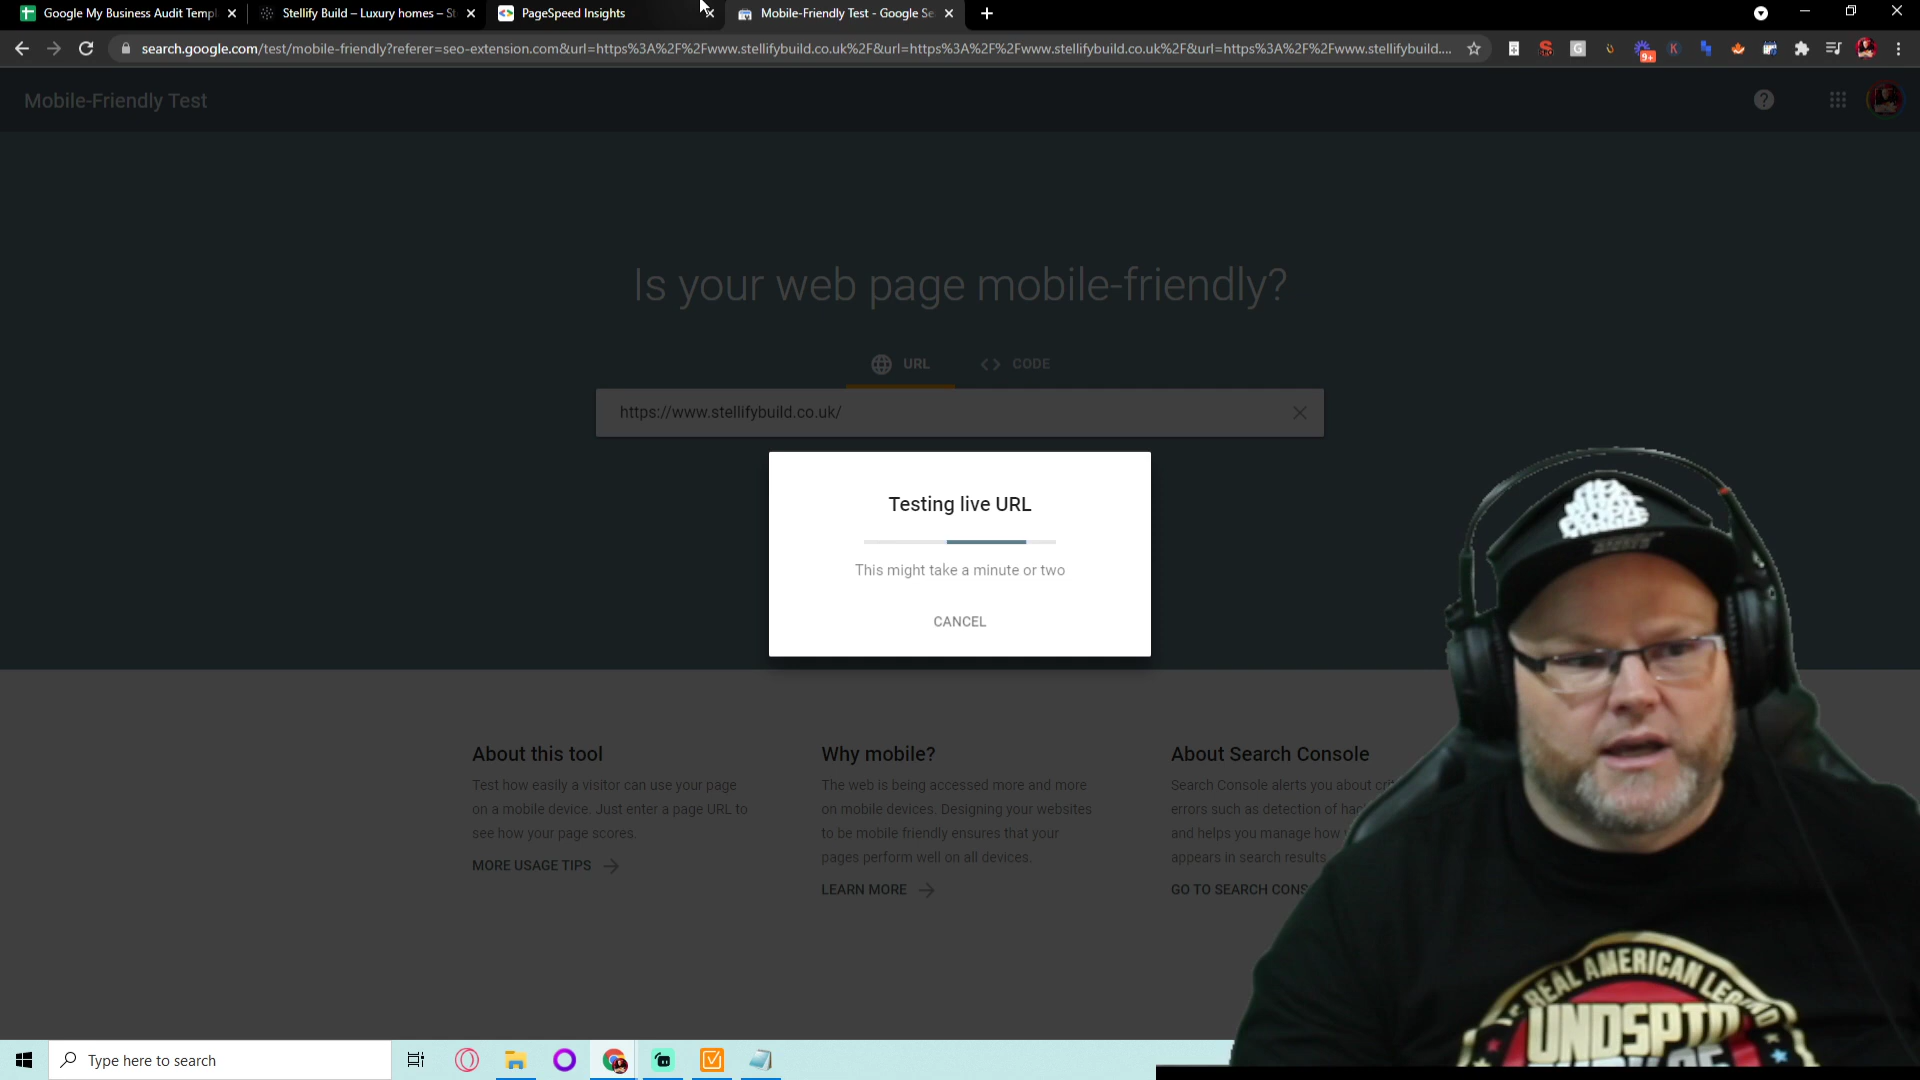 Google My Business Audit Templ
Stellify Build – Luxury homes – St
PageSpeed Insights
Mobile-Friendly Test - Google Se
search.google.com/test/mobile-friendly?referer=seo-extension.com&url=https%3A%2F%2Fwww.stellifybuild.co.uk%2F&url=https%3A%2F%2Fwww.stellifybuild.co.uk%2F&url=https%3A%2F%2Fwww.stellifybuild....
9+
Mobile-Friendly Test
Is your web page mobile-friendly?
URL
CODE
https://www.stellifybuild.co.uk/
Testing live URL
This might take a minute or two
CANCEL
About this tool
Test how easily a visitor can use your page
on a mobile device. Just enter a page URL to
see how your page scores.
MORE USAGE TIPS
Why mobile?
The web is being accessed more and more
on mobile devices. Designing your websites
to be mobile friendly ensures that your
pages perform well on all devices.
LEARN MORE
About Search Console
Search Console alerts you about cri
errors such as detection of hac
and helps you manage how
appears in search results.
GO TO SEARCH CONS
REAL AMERICAN LEG
UNDSPTD
Type here to search